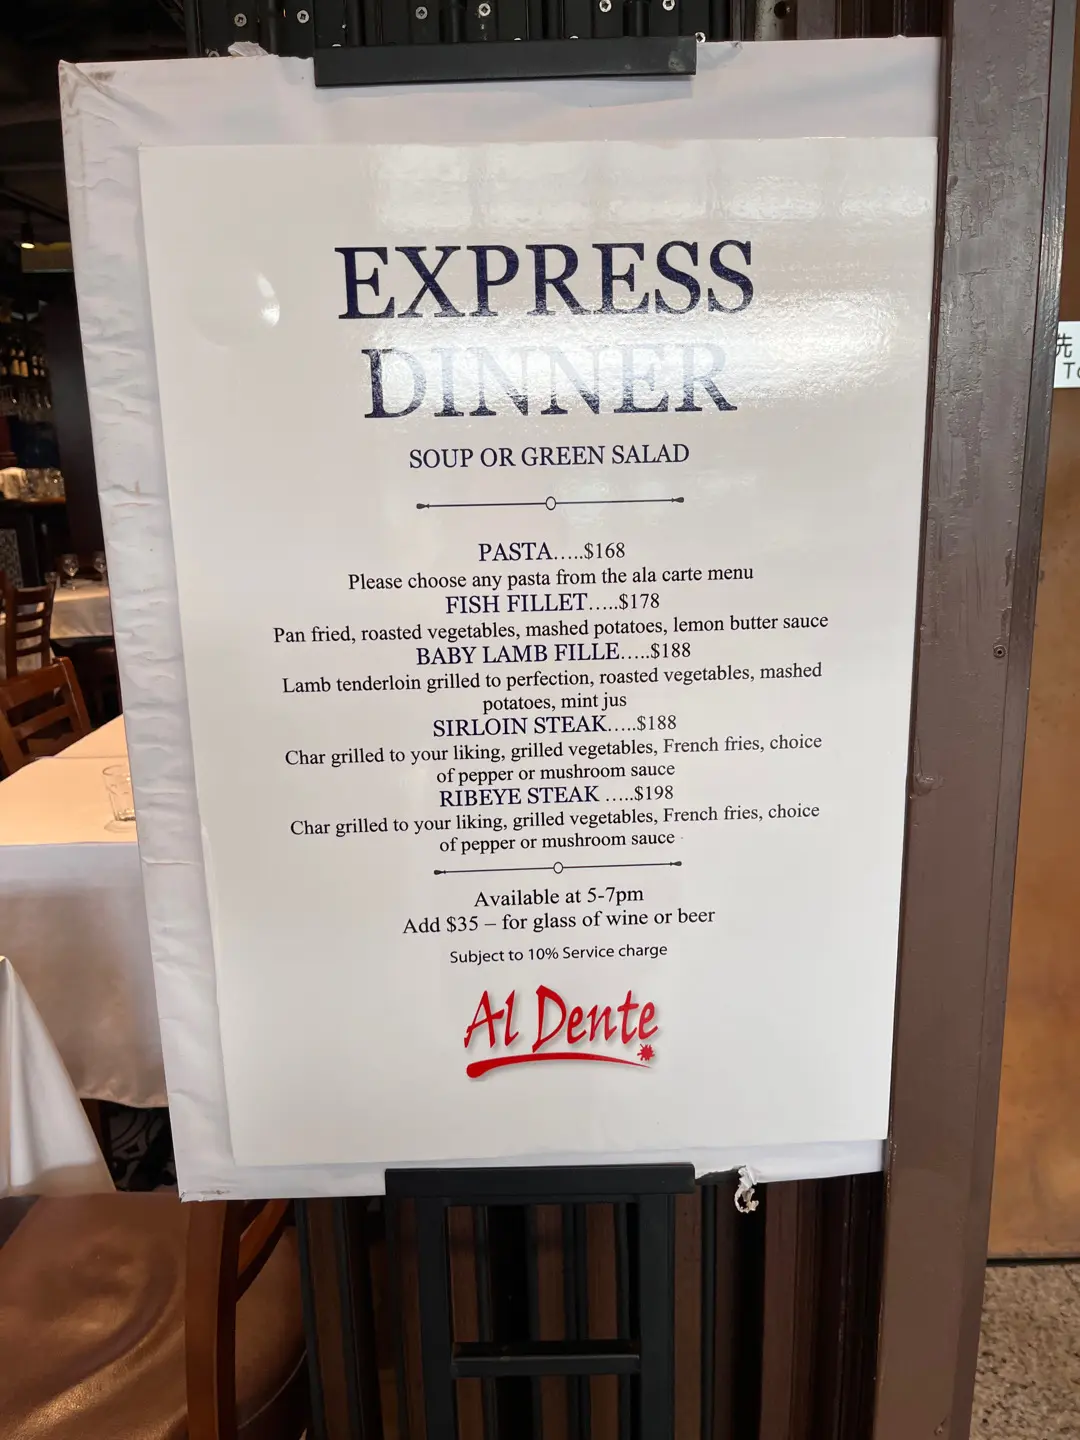 EXPRESS
DINNER
SOUP OR GREEN SALAD
PASTA.....$168
Please choose any pasta from the ala carte menu
FISH FILLET.....$178
Pan fried, roasted vegetables, mashed potatoes, lemon butter sauce
BABY LAMB FILLE.....$188
Lamb tenderloin grilled to perfection, roasted vegetables, mashed
potatoes, mint jus
SIRLOIN STEAK.....$188
Char grilled to your liking, grilled vegetables, French fries, choice
of pepper or mushroom sauce
RIBEYE STEAK .....$198
Char grilled to your liking, grilled vegetables, French fries, choice
of pepper or mushroom sauce
Available at 5-7pm
Add $35 – for glass of wine or beer
Subject to 10% Service charge
Al Dente